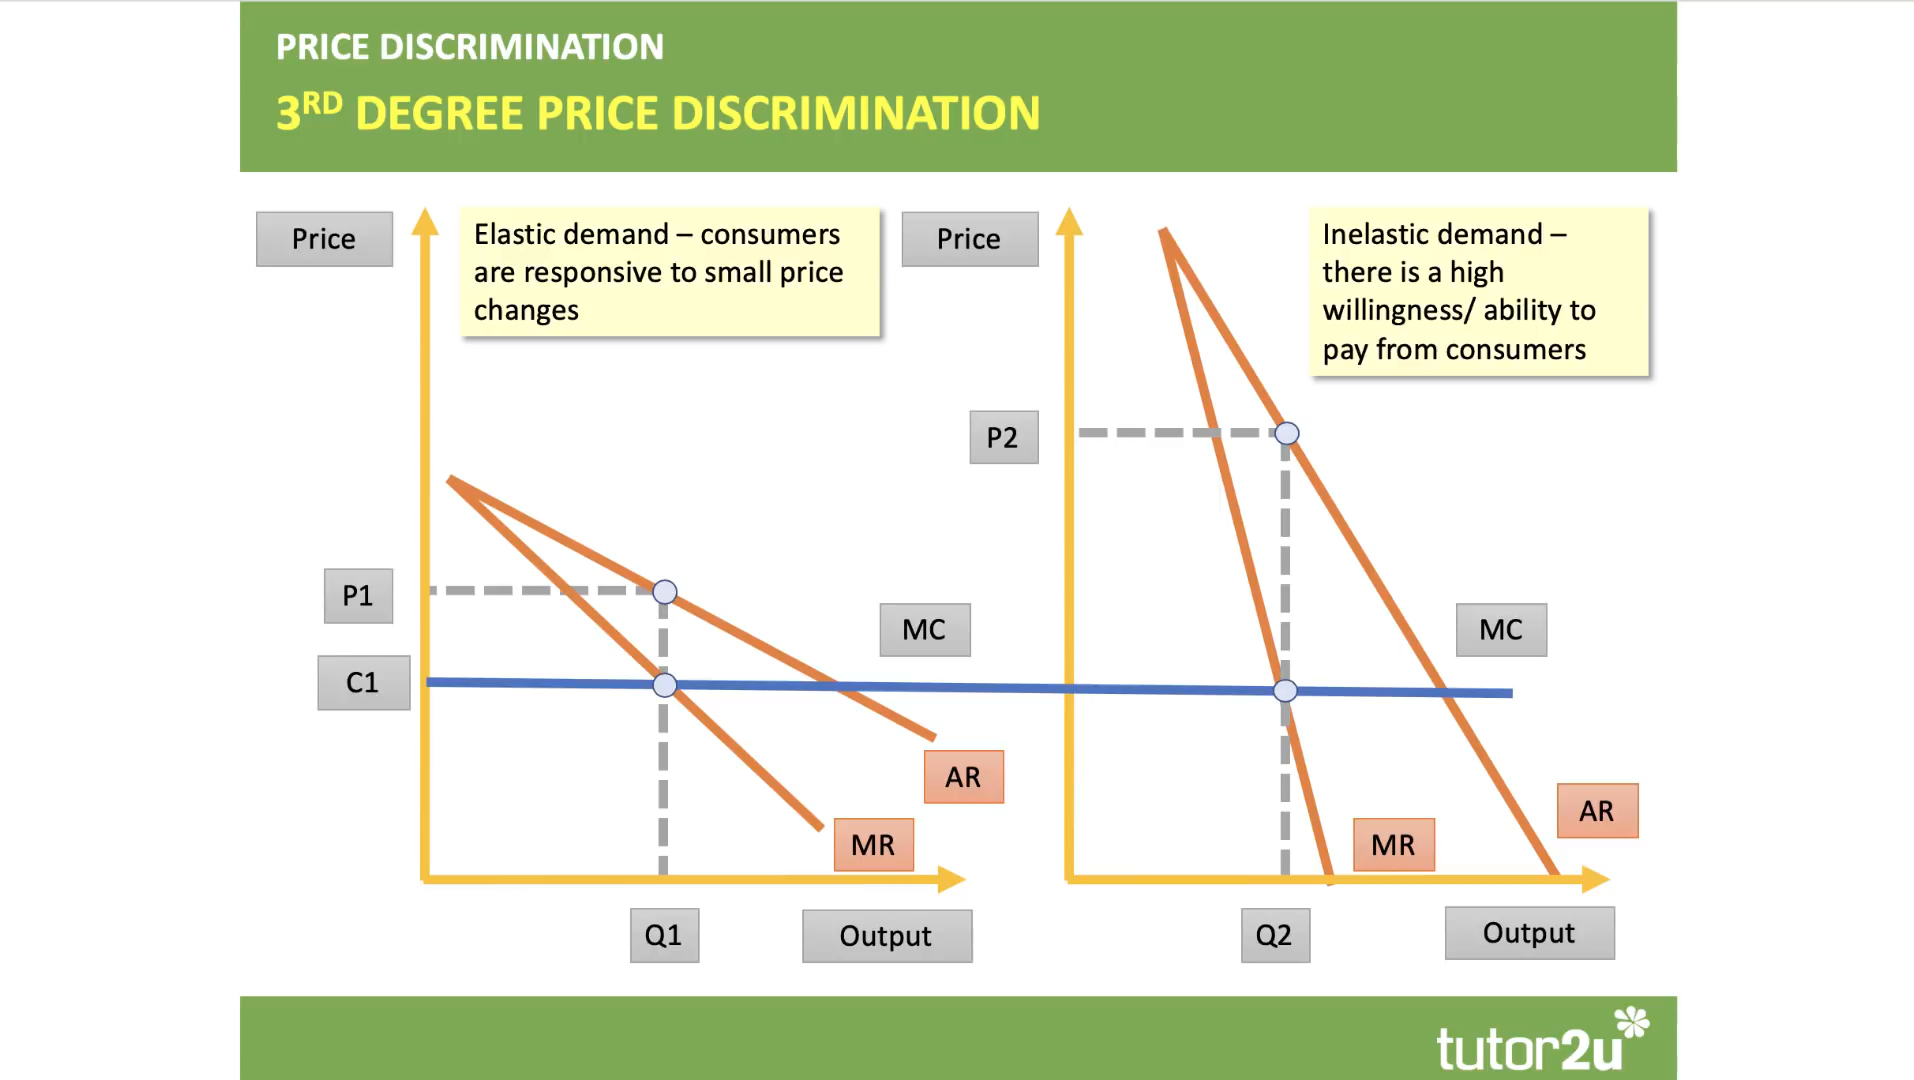 PRICE DISCRIMINATION
3RD DEGREE PRICE DISCRIMINATION
Price
Elastic demand – consumers
are responsive to small price
changes
P1
C1
MC
AR
MR
Q1
Output
Price
Inelastic demand –
there is a high
willingness/ ability to
pay from consumers
P2
MC
AR
MR
Q2
Output
tutor2u